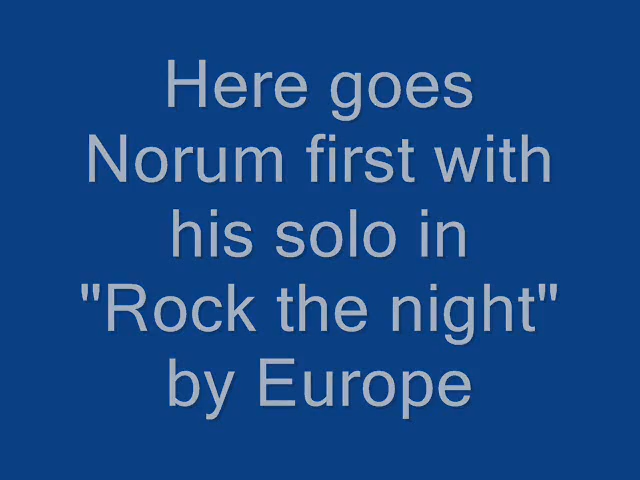 Here goes
Norum first with
his solo in
"Rock the night"
by Europe